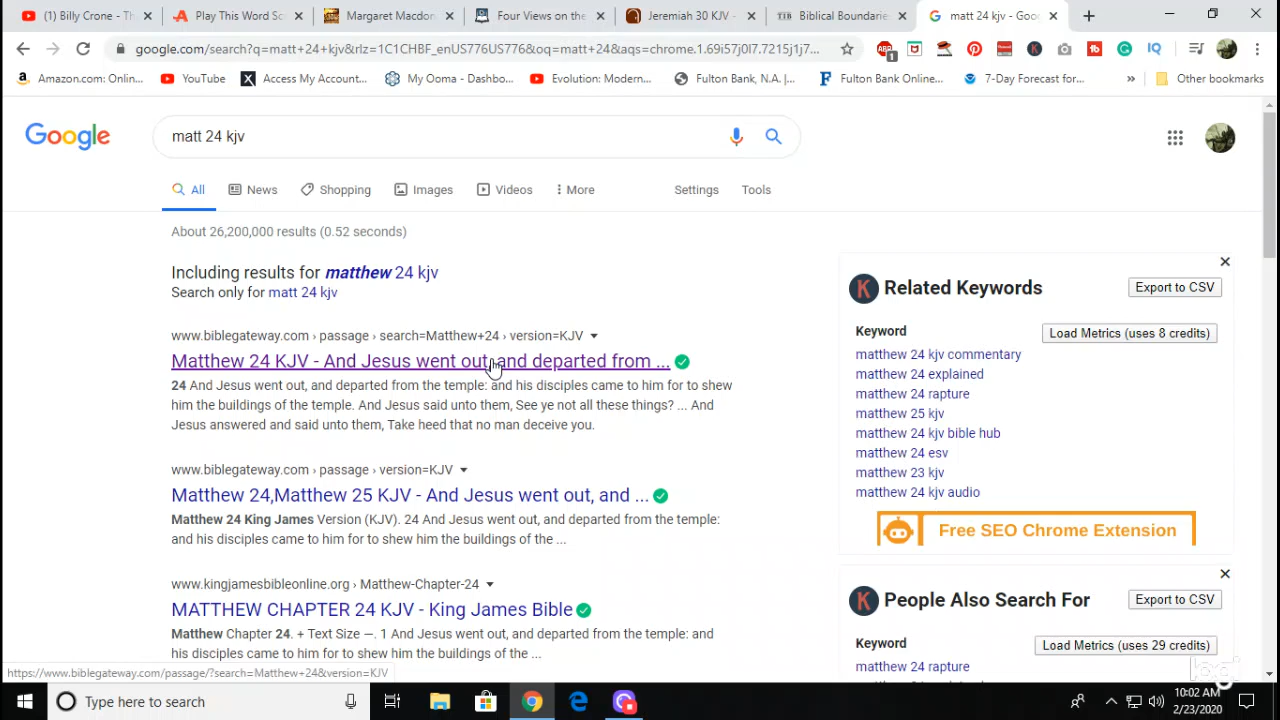 (1) Billy Crone - Th
Play This Word Sc
Margaret Macdon
Four Views on the
Jeremiah 30 KJV -
Biblical Boundarie
matt 24 kjv - Goo
google.com/search?q=matt+24+kjv&rlz=1C1CHBF_enUS776US776&oq=matt+24&aqs=chrome.1.69i57j0l7.7215j1j7...
Amazon.com: Onlin...
YouTube
Access My Account...
My Ooma - Dashbo...
Evolution: Modern...
Fulton Bank, N.A. |...
Fulton Bank Online...
7-Day Forecast for...
»
Other bookmarks
Google
matt 24 kjv
All
News
Shopping
Images
Videos
More
Settings
Tools
About 26,200,000 results (0.52 seconds)
Including results for matthew 24 kjv
Search only for matt 24 kjv
www.biblegateway.com › passage › search=Matthew+24 › version=KJV
Matthew 24 KJV - And Jesus went out, and departed from ...
24 And Jesus went out, and departed from the temple: and his disciples came to him for to shew
him the buildings of the temple. And Jesus said unto them, See ye not all these things? ... And
Jesus answered and said unto them, Take heed that no man deceive you.
www.biblegateway.com › passage › version=KJV
Matthew 24,Matthew 25 KJV - And Jesus went out, and ...
Matthew 24 King James Version (KJV). 24 And Jesus went out, and departed from the temple:
and his disciples came to him for to shew him the buildings of the ...
www.kingjamesbibleonline.org › Matthew-Chapter-24
MATTHEW CHAPTER 24 KJV - King James Bible
Matthew Chapter 24. + Text Size —. 1 And Jesus went out, and departed from the temple: and
his disciples came to him for to shew him the buildings of the ...
Related Keywords
Export to CSV
Keyword
Load Metrics (uses 8 credits)
matthew 24 kjv commentary
matthew 24 explained
matthew 24 rapture
matthew 25 kjv
matthew 24 kjv bible hub
matthew 24 esv
matthew 23 kjv
matthew 24 kjv audio
Free SEO Chrome Extension
People Also Search For
Export to CSV
Keyword
Load Metrics (uses 29 credits)
matthew 24 rapture
https://www.biblegateway.com/passage/?search=Matthew+24&version=KJV
Type here to search
10:02 AM
2/23/2020